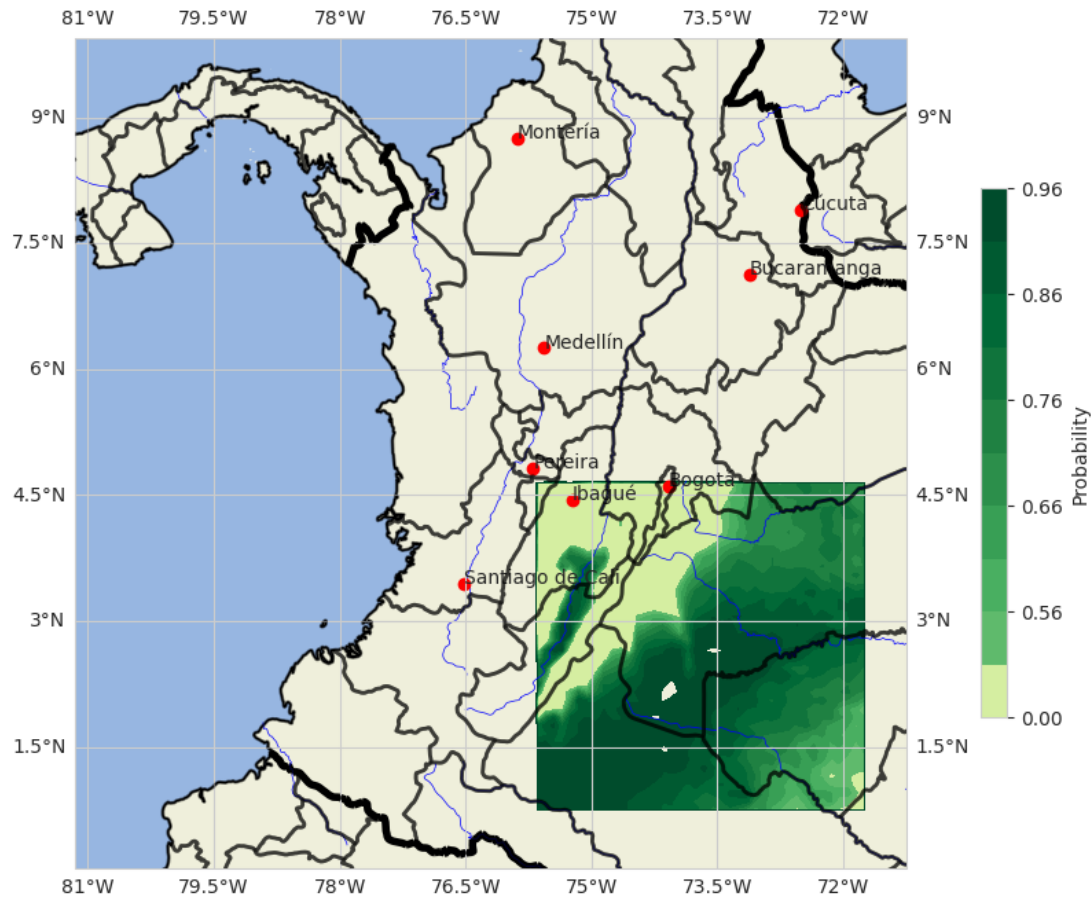 81°W 79.5°W 78°W 76.5°W 75°W 73.5°W 72°W
9°N 9°N
Montería
Cúcuta
7.5°N 7.5°N
Bucaramanga
Medellín
6°N 6°N
Pereira
Bogota
Ibagué
4.5°N 4.5°N
Santiago de Cali
3°N 3°N
1.5°N 1.5°N
81°W 79.5°W 78°W 76.5°W 75°W 73.5°W 72°W
0.96
0.86
0.76
0.66
0.56
0.00
Probability